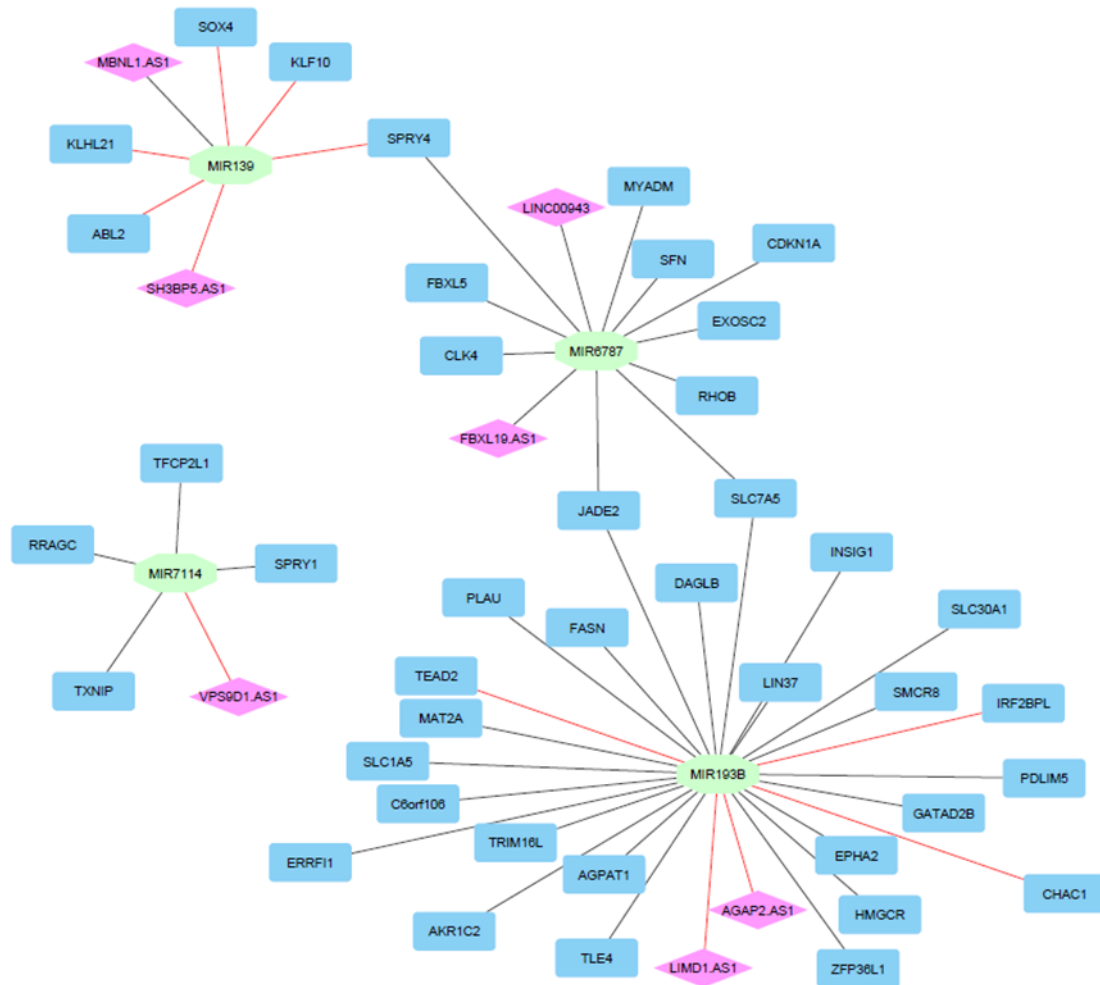 SOX4
MBNL1.AS1
KLF10
KLHL21
SPRY4
MIR139
MYADM
LINC00943
ABL2
CDKN1A
SFN
SH3BP5.AS1
FBXL5
EXOSC2
CLK4
MIR6787
RHOB
FBXL19.AS1
TFCP2L1
SLC7A5
JADE2
RRAGC
INSIG1
MIR7114
SPRY1
DAGLB
PLAU
SLC30A1
FASN
TEAD2
LIN37
SMCR8
TXNIP
VPS9D1.AS1
IRF2BPL
MAT2A
SLC1A5
MIR193B
PDLIM5
C6orf106
GATAD2B
TRIM16L
EPHA2
ERRFI1
AGPAT1
CHAC1
AGAP2.AS1
HMGCR
AKR1C2
TLE4
LIMD1.AS1
ZFP36L1